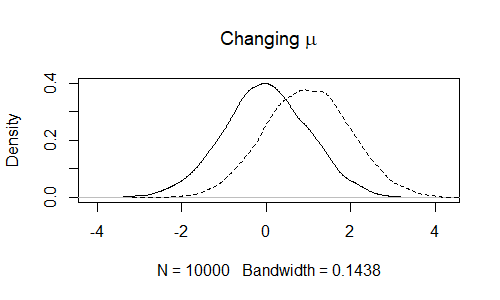 Changing μ
Density
0.4
0.2
0.0
-4 -2 0 2 4
N = 10000 Bandwidth = 0.1438